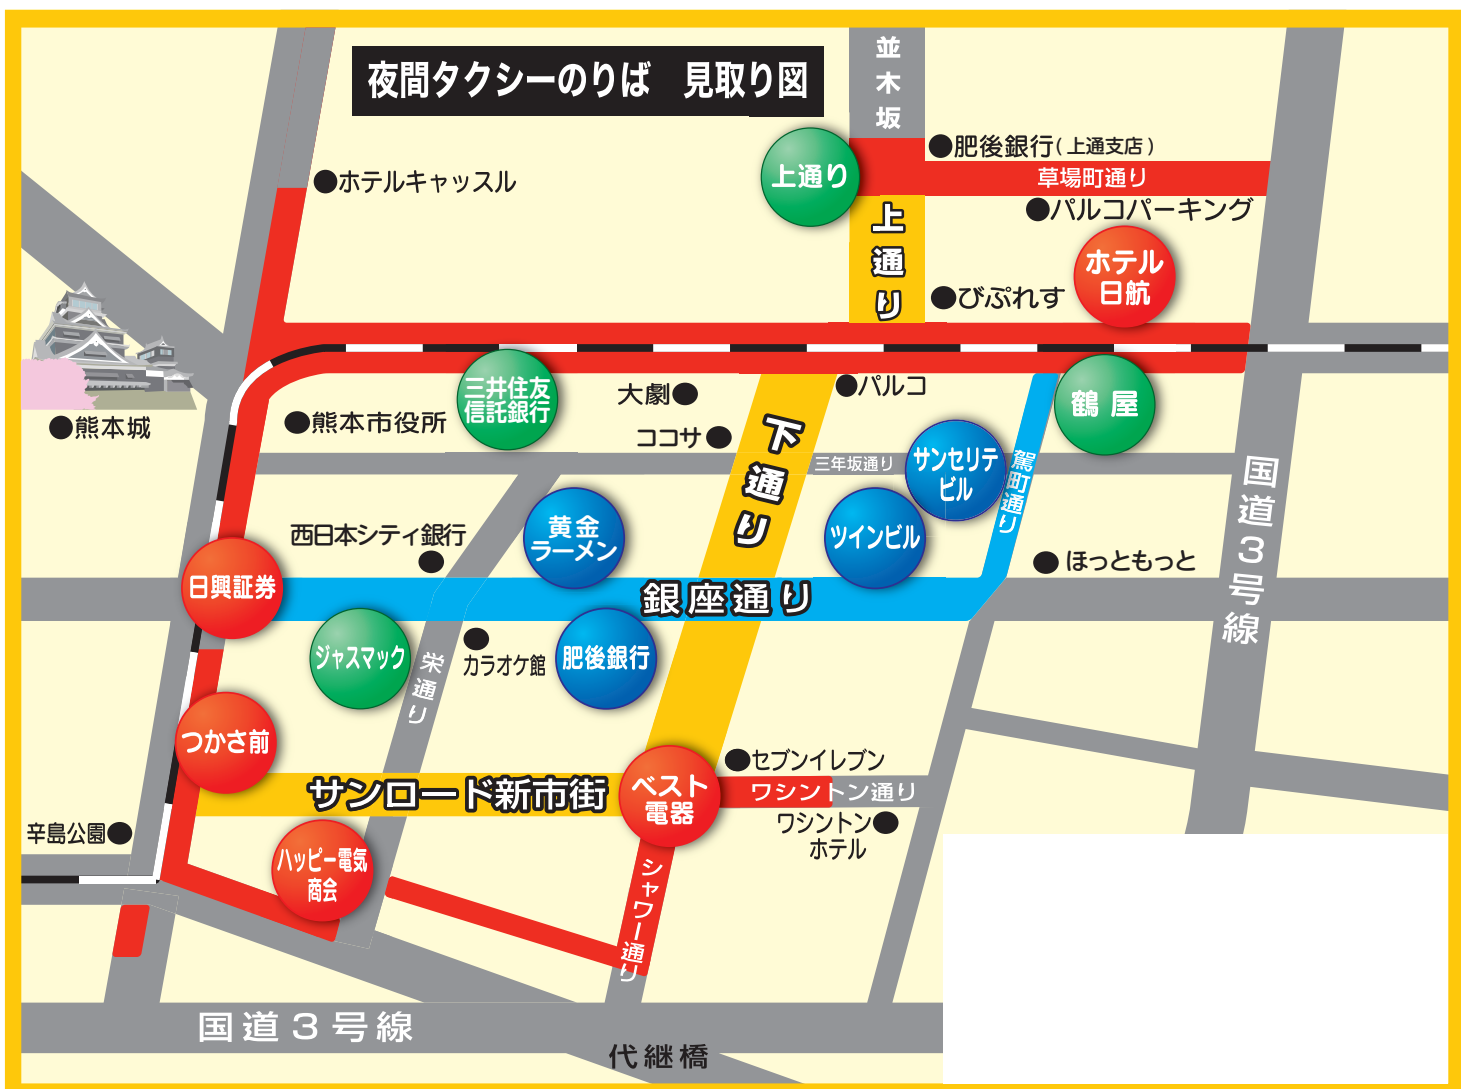 夜間タクシーのりば 見取り図
並木坂
●肥後銀行(上通支店)
上通り
草場町通り
●ホテルキャッスル
●パルコパーキング
上通り
ホテル
日航
●びぷれす
三井住友
信託銀行
大劇●
●パルコ
鶴屋
●熊本城
●熊本市役所
ココサ●
下通り
三年坂通り
サンセリテ
ビル
駕町通り
国道3号線
西日本シティ銀行
●
黄金
ラーメン
ツインビル
●ほっともっと
日興証券
銀座通り
ジャスマック
栄通り
●
カラオケ館
肥後銀行
つかさ前
サンロード新市街
ベスト
電器
●セブンイレブン
ワシントン通り
辛島公園●
ワシントン●
ホテル
ハッピー電気
商会
シャワー通り
国道3号線
代継橋